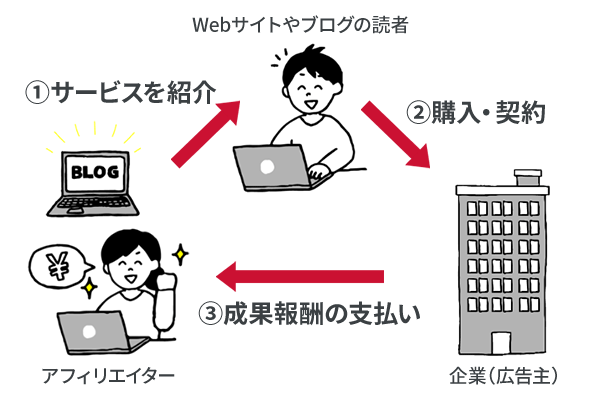 Webサイトやブログの読者
①サービスを紹介
②購入・契約
BLOG
¥
③成果報酬の支払い
アフィリエイター
企業（広告主）